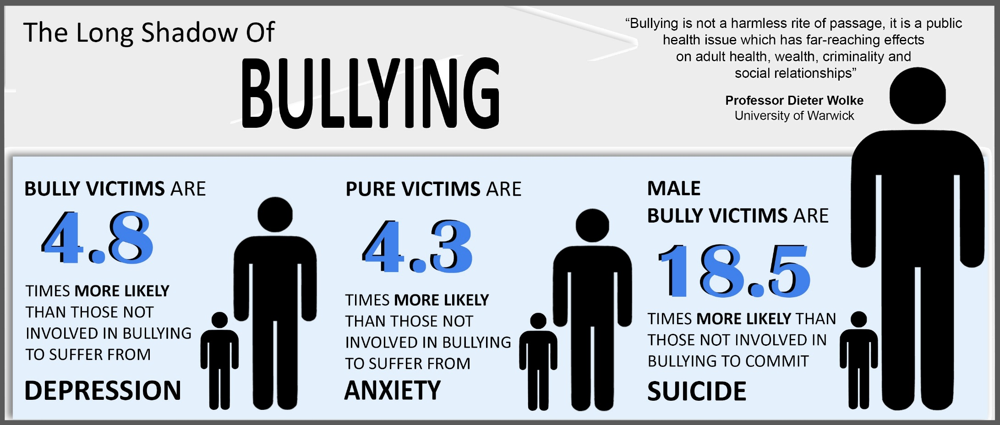 The Long Shadow Of
BULLYING
“Bullying is not a harmless rite of passage, it is a public
health issue which has far-reaching effects
on adult health, wealth, criminality and
social relationships”
Professor Dieter Wolke
University of Warwick
BULLY VICTIMS ARE
4.8
TIMES MORE LIKELY
THAN THOSE NOT
INVOLVED IN BULLYING
TO SUFFER FROM
DEPRESSION
PURE VICTIMS ARE
4.3
TIMES MORE LIKELY
THAN THOSE NOT
INVOLVED IN BULLYING
TO SUFFER FROM
ANXIETY
MALE
BULLY VICTIMS ARE
18.5
TIMES MORE LIKELY THAN
THOSE NOT INVOLVED IN
BULLYING TO COMMIT
SUICIDE